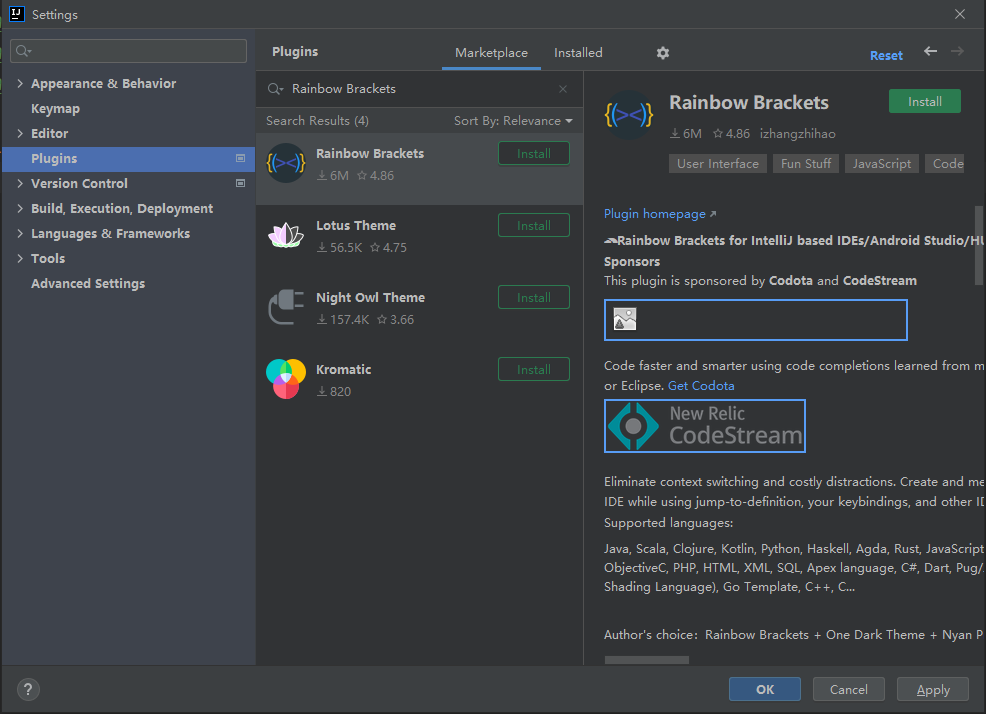 Settings
Plugins
Marketplace
Installed
Reset
Appearance & Behavior
Keymap
Editor
Plugins
Version Control
Build, Execution, Deployment
Languages & Frameworks
Tools
Advanced Settings
Rainbow Brackets
Search Results (4)
Sort By: Relevance
Rainbow Brackets
6M 4.86
Install
Lotus Theme
56.5K 4.75
Install
Night Owl Theme
157.4K 3.66
Install
Kromatic
820
Install
Rainbow Brackets
Install
6M 4.86 izhangzhihao
User Interface
Fun Stuff
JavaScript
Code
Plugin homepage
Rainbow Brackets for IntelliJ based IDEs/Android Studio/HU
Sponsors
This plugin is sponsored by Codota and CodeStream
Code faster and smarter using code completions learned from m
or Eclipse. Get Codota
New Relic
CodeStream
Eliminate context switching and costly distractions. Create and me
IDE while using jump-to-definition, your keybindings, and other ID
Supported languages:
Java, Scala, Clojure, Kotlin, Python, Haskell, Agda, Rust, JavaScript
ObjectiveC, PHP, HTML, XML, SQL, Apex language, C#, Dart, Pug/
Shading Language), Go Template, C++, C...
Author's choice: Rainbow Brackets + One Dark Theme + Nyan P
?
OK
Cancel
Apply